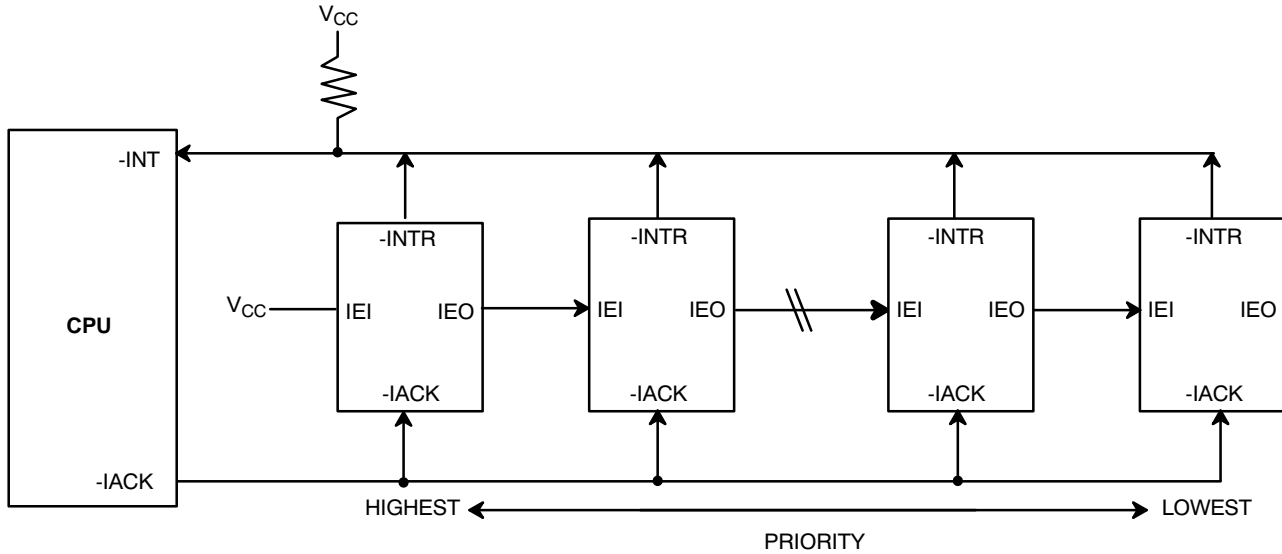 VCC
-INT
-INTR -INTR -INTR -INTR
VCC IEI IEO IEI IEO IEI IEO IEI IEO
CPU
-IACK -IACK -IACK -IACK
-IACK
HIGHEST LOWEST
PRIORITY